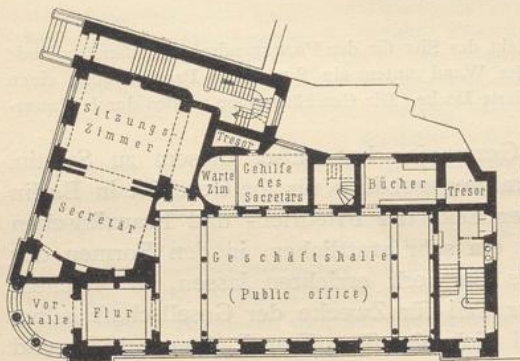 Sitzungs-
Zimmer
Tresor
Warte
Zim
Gehilfe
des
Secretärs
Bücher
Tresor
Secretär
Geschäftshalle
(Public office)
Vor-
halle
Flur